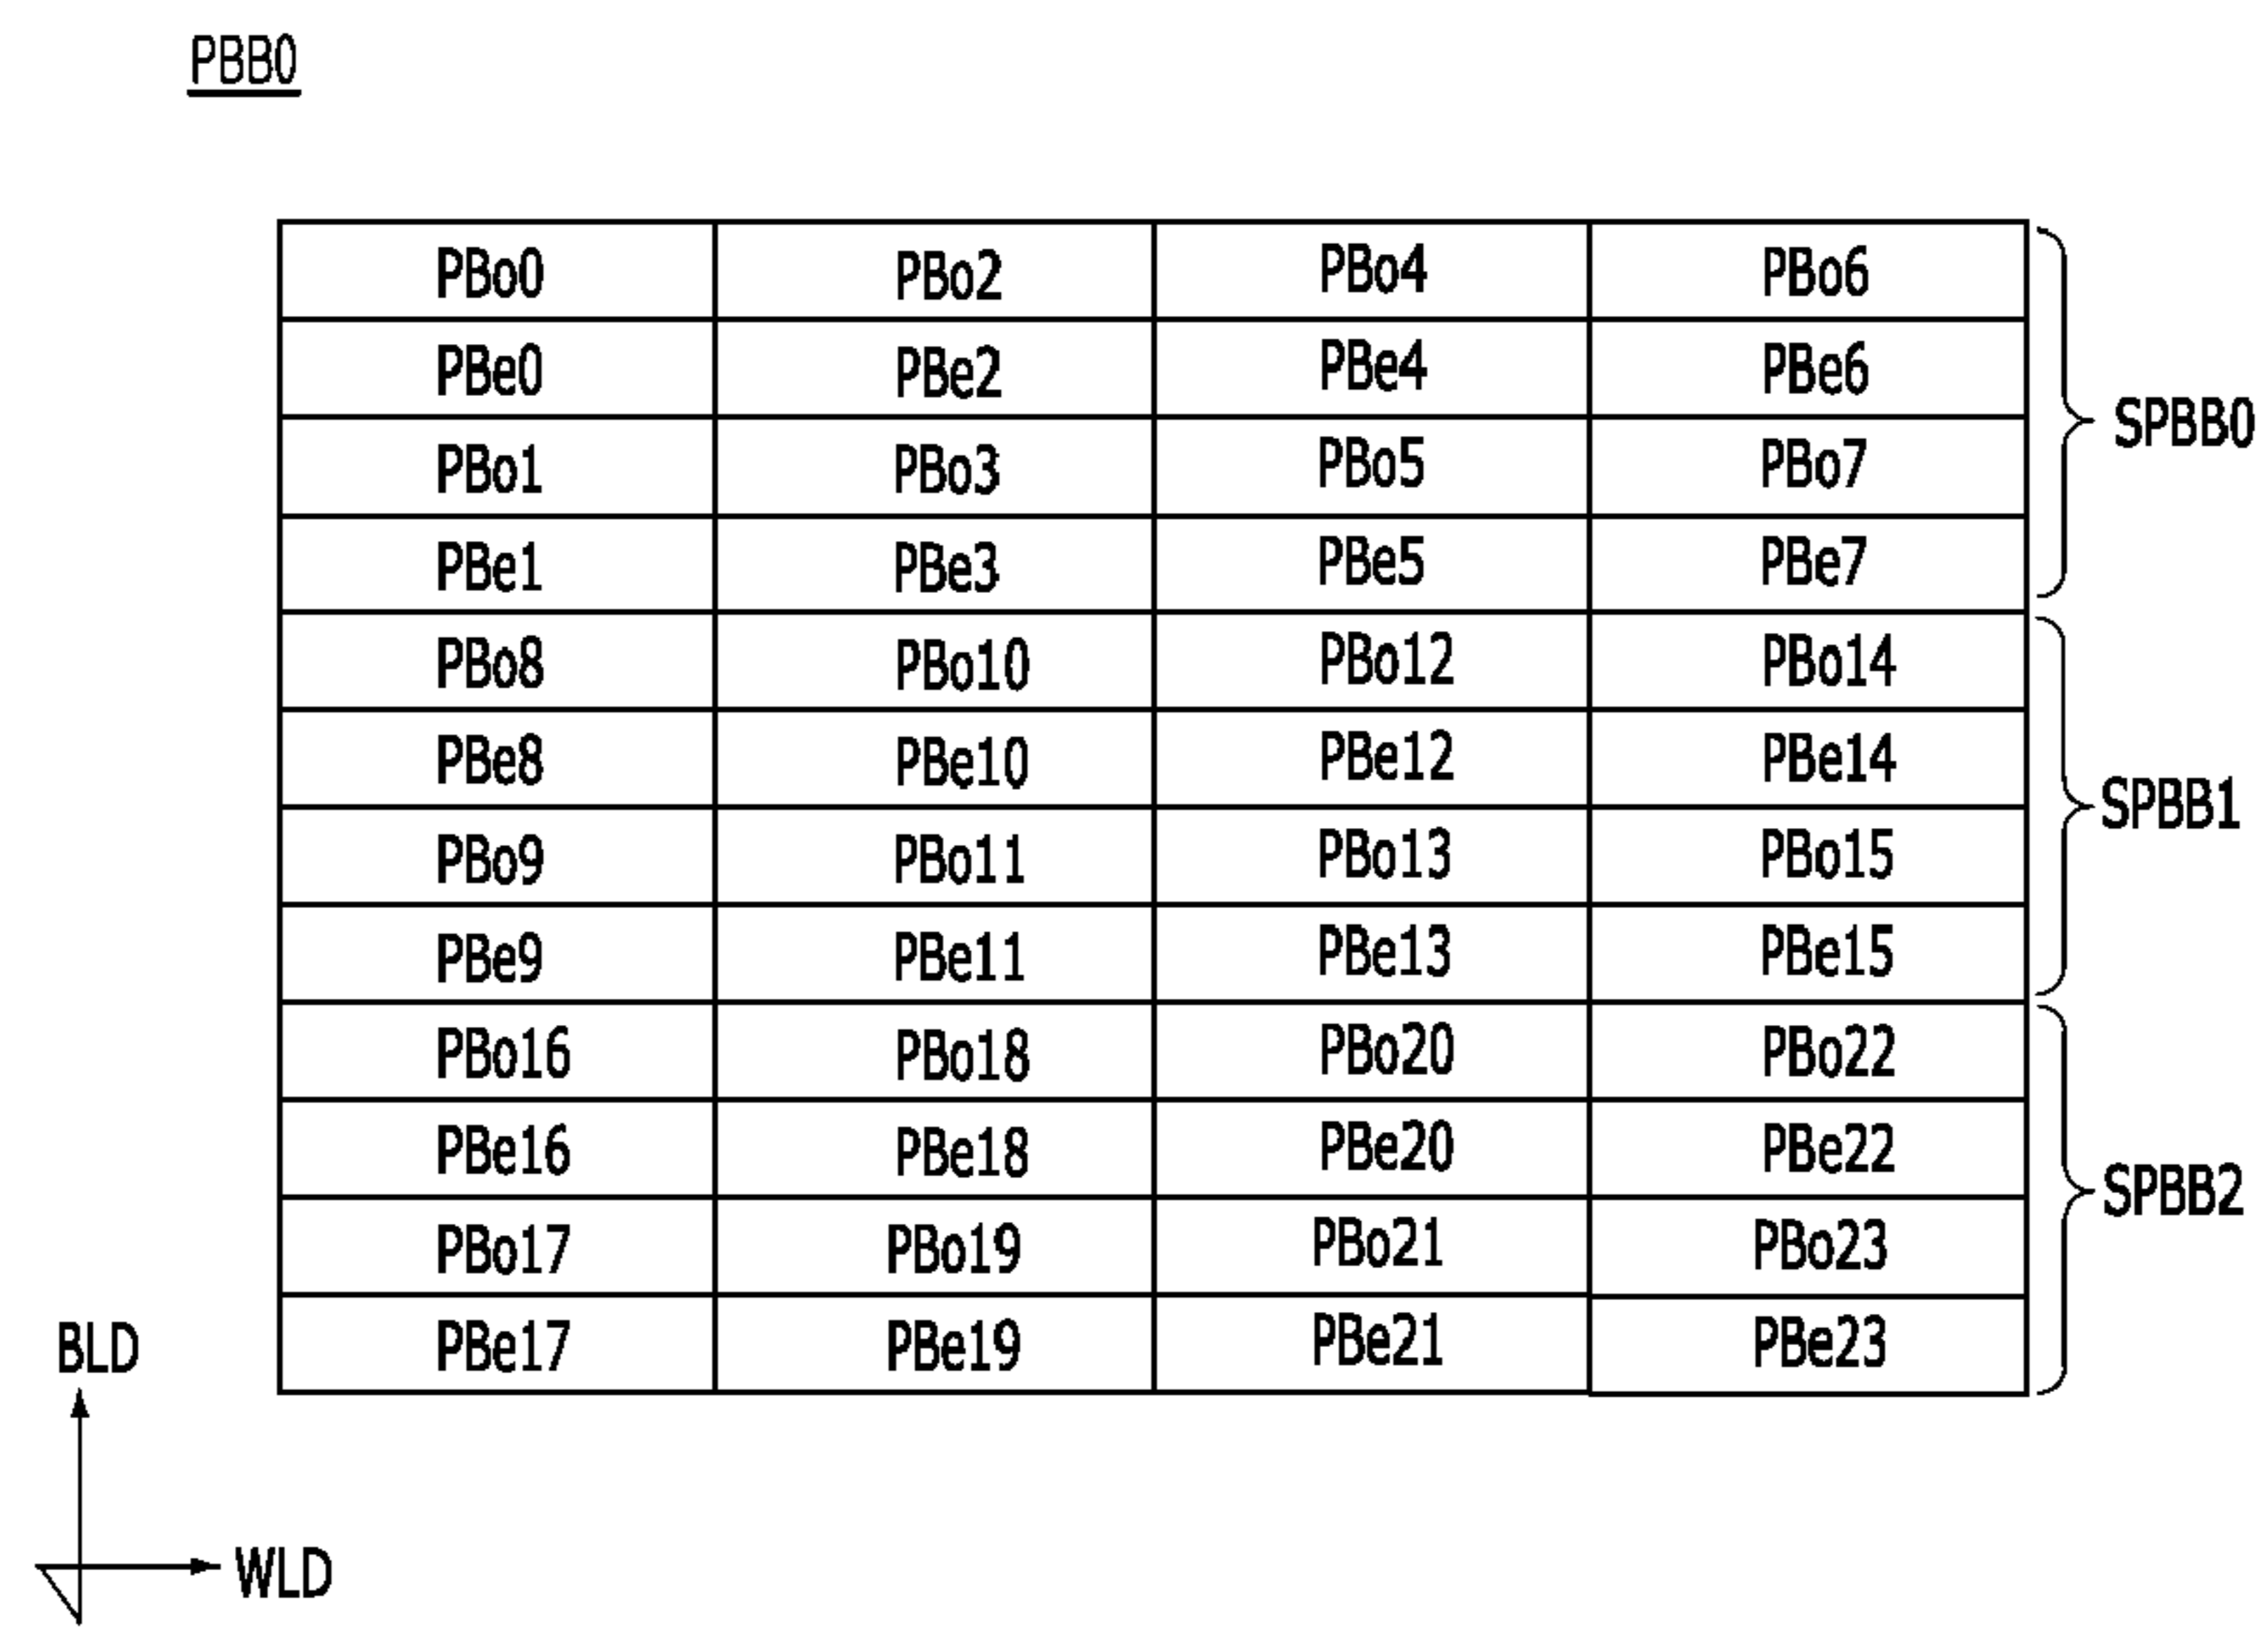 PBB0
PBo0 PBo2 PBo4 PBo6
PBe0 PBe2 PBe4 PBe6
SPBB0
PBo1 PBo3 PBo5 PBo7
PBe1 PBe3 PBe5 PBe7
PBo8 PBo10 PBo12 PBo14
PBe8 PBe10 PBe12 PBe14
SPBB1
PBo9 PBo11 PBo13 PBo15
PBe9 PBe11 PBe13 PBe15
PBo16 PBo18 PBo20 PBo22
PBe16 PBe18 PBe20 PBe22
SPBB2
PBo17 PBo19 PBo21 PBo23
PBe17 PBe19 PBe21 PBe23
BLD
WLD